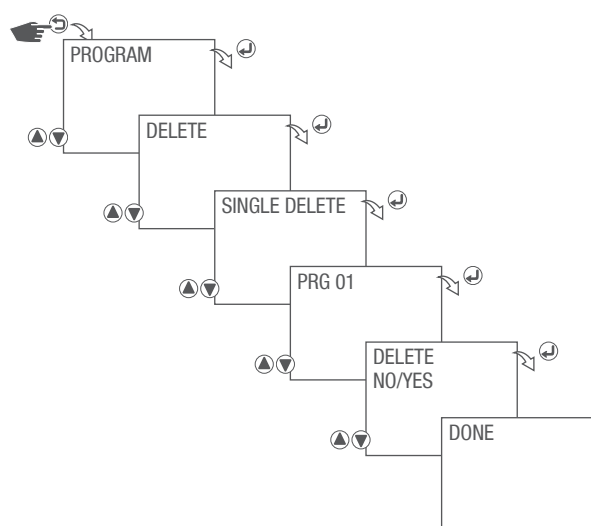 PROGRAM
DELETE
SINGLE DELETE
PRG 01
DELETE
NO/YES
DONE